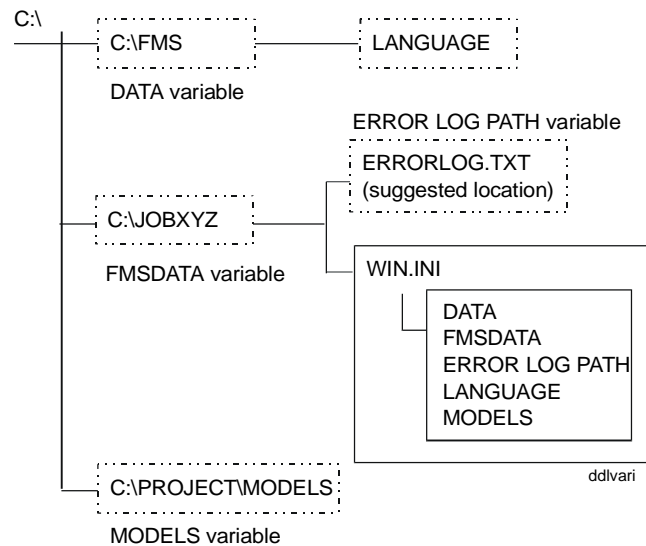 C:\
C:\FMS
LANGUAGE
DATA variable
ERROR LOG PATH variable
ERRORLOG.TXT
(suggested location)
C:\JOBXYZ
FMSDATA variable
WIN.INI
DATA
FMSDATA
ERROR LOG PATH
LANGUAGE
MODELS
ddlvari
C:\PROJECT\MODELS
MODELS variable